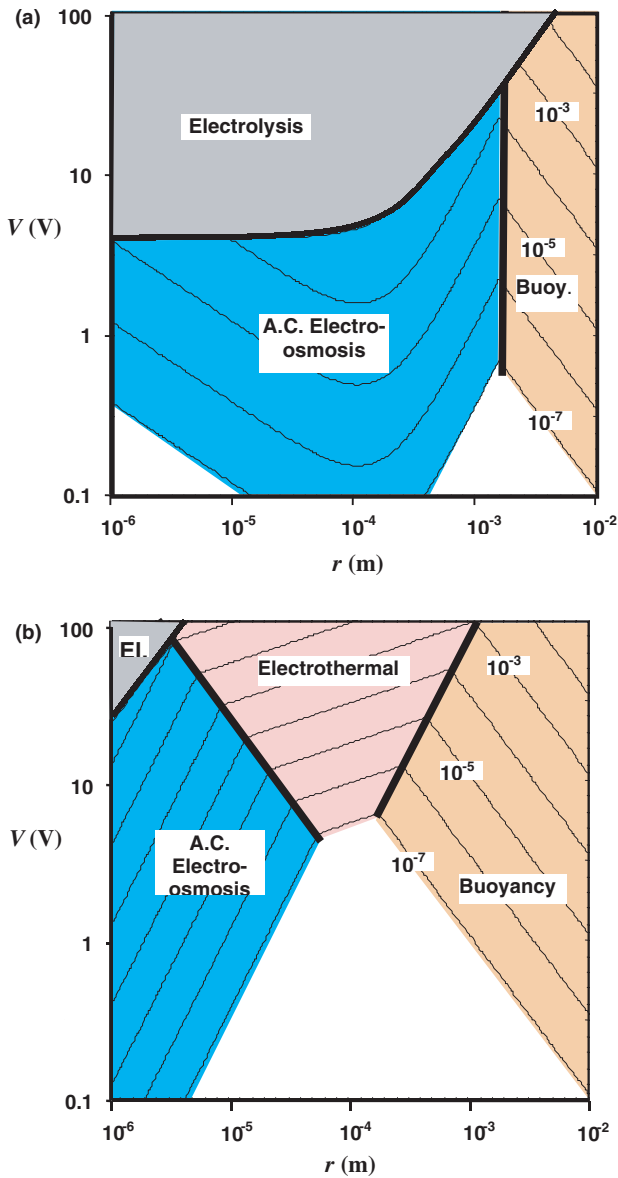 (a)
100
10
1
0.1
V (V)
Electrolysis
A.C. Electro-
osmosis
10⁻³
10⁻⁵
Buoy.
10⁻⁷
10⁻⁶
10⁻⁵
10⁻⁴
10⁻³
10⁻²
r (m)
(b)
100
10
1
0.1
V (V)
El.
Electrothermal
A.C.
Electro-
osmosis
10⁻³
10⁻⁵
10⁻⁷
Buoyancy
10⁻⁶
10⁻⁵
10⁻⁴
10⁻³
10⁻²
r (m)